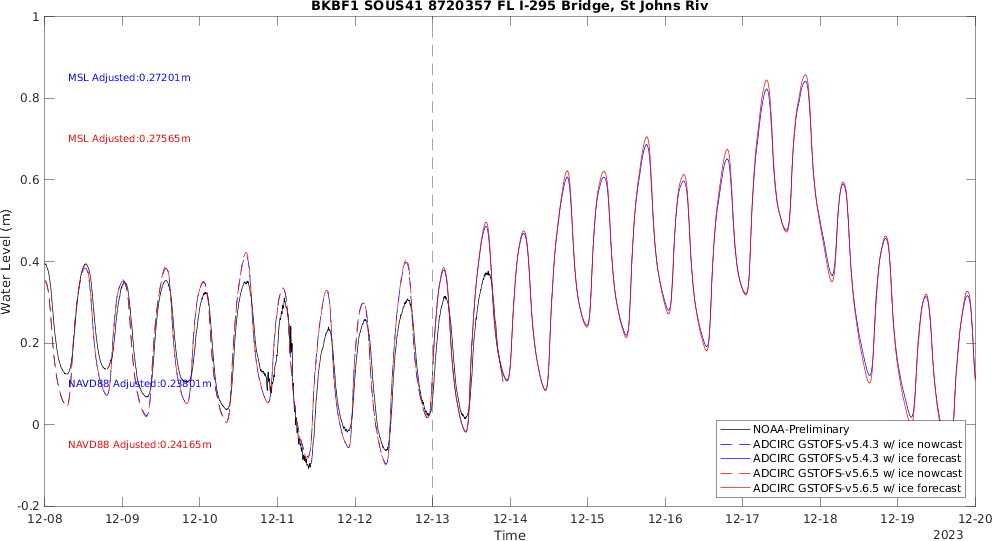 BKBF1 SOUS41 8720357 FL I-295 Bridge, St Johns Riv
1
0.8
0.6
0.4
0.2
0
-0.2
Water Level (m)
MSL Adjusted:0.27201m
MSL Adjusted:0.27565m
NAVD88 Adjusted:0.23801m
NAVD88 Adjusted:0.24165m
NOAA-Preliminary
ADCIRC GSTOFS-v5.4.3 w/ ice nowcast
ADCIRC GSTOFS-v5.4.3 w/ ice forecast
ADCIRC GSTOFS-v5.6.5 w/ ice nowcast
ADCIRC GSTOFS-v5.6.5 w/ ice forecast
12-08 12-09 12-10 12-11 12-12 12-13 12-14 12-15 12-16 12-17 12-18 12-19 12-20
Time
2023